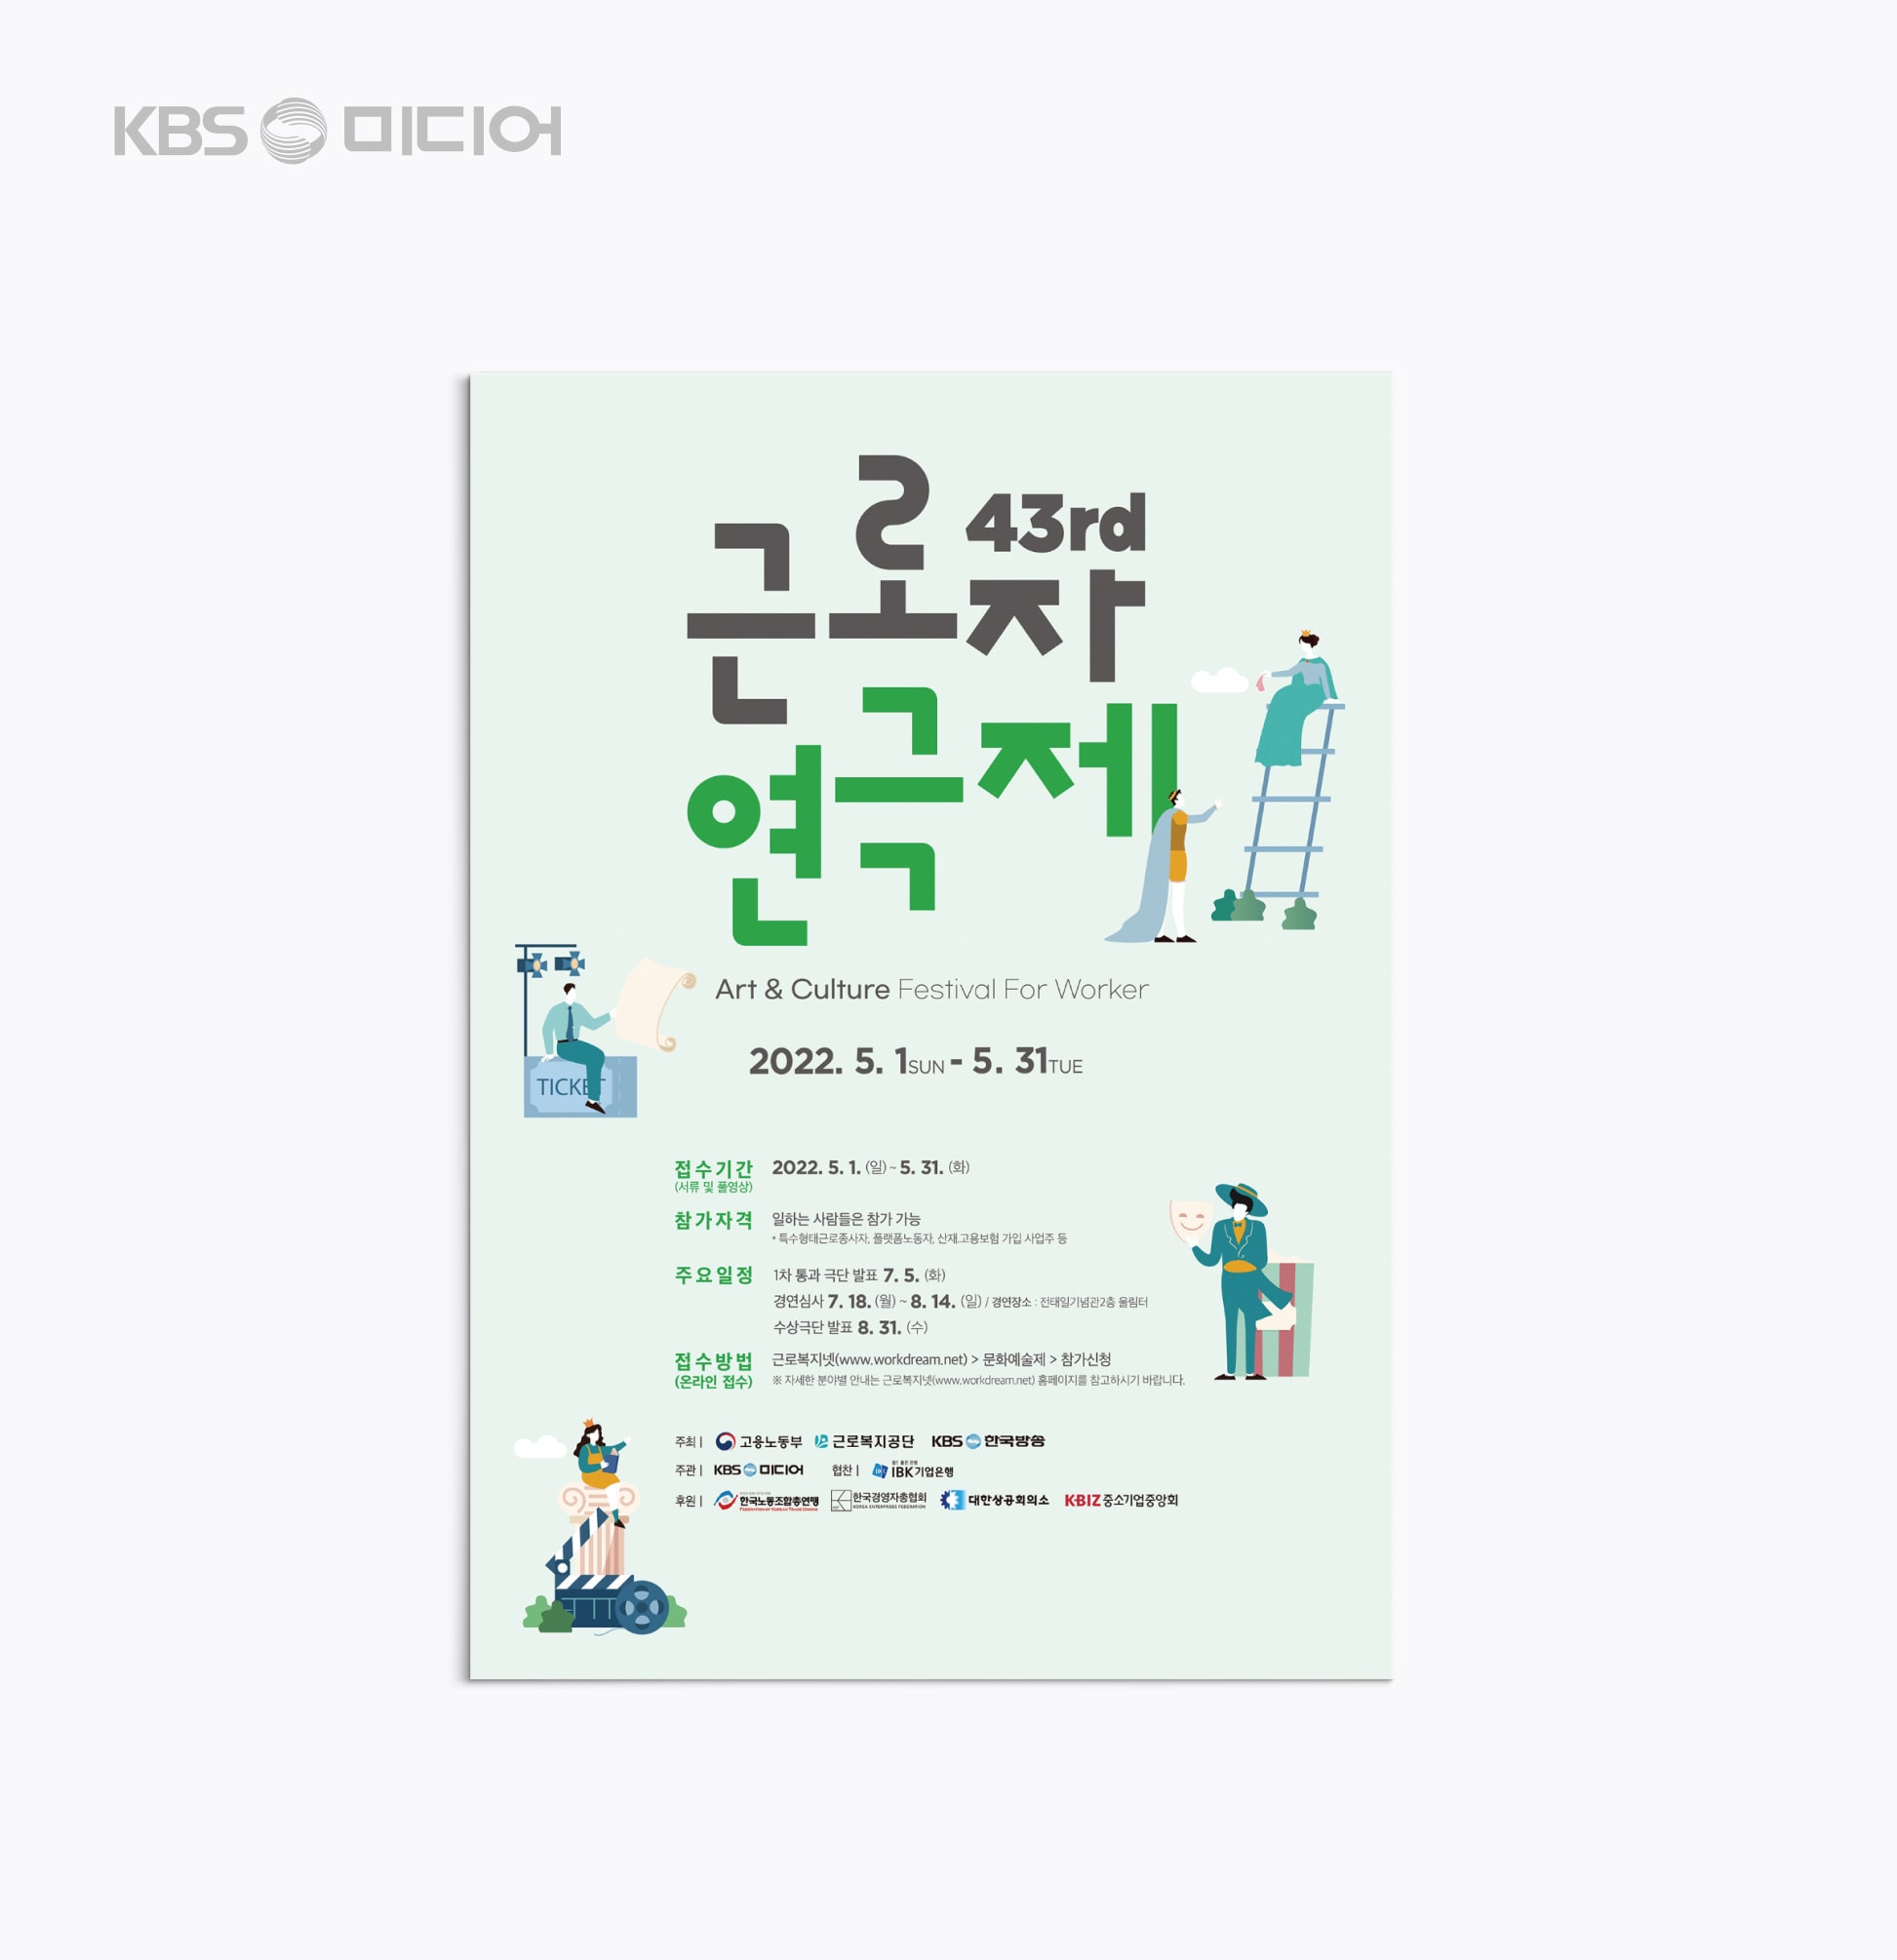 KBS 미디어
43rd
근로자
연극제
Art & Culture Festival For Worker
2022. 5. 1SUN - 5. 31TUE
TICKET
접수기간 2022. 5. 1. (일) ~ 5. 31. (화)
(서류 및 풀영상)
참가자격 일하는 사람들은 참가 가능
* 특수형태근로종사자, 플랫폼노동자, 산재.고용보험 가입 사업주 등
주요일정 1차 통과 극단 발표 7. 5. (화)
경연심사 7. 18. (월) ~ 8. 14. (일) / 경연장소 : 전태일기념관2층 울림터
수상극단 발표 8. 31. (수)
접수방법 근로복지넷(www.workdream.net) > 문화예술제 > 참가신청
(온라인 접수) ※ 자세한 분야별 안내는 근로복지넷(www.workdream.net) 홈페이지를 참고하시기 바랍니다.
주최 | 고용노동부 근로복지공단 KBS 한국방송
주관 | KBS 미디어 협찬 | IBK기업은행
후원 | 한국노동조합총연맹 한국경영자총협회 KOREA ENTERPRISES FEDERATION 대한상공회의소 KBIZ중소기업중앙회